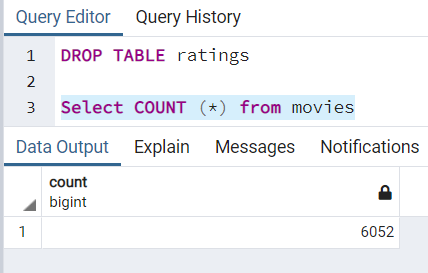 Query Editor Query History
1 DROP TABLE ratings
2
3 Select COUNT (*) from movies
Data Output Explain Messages Notifications
count
bigint
1 6052